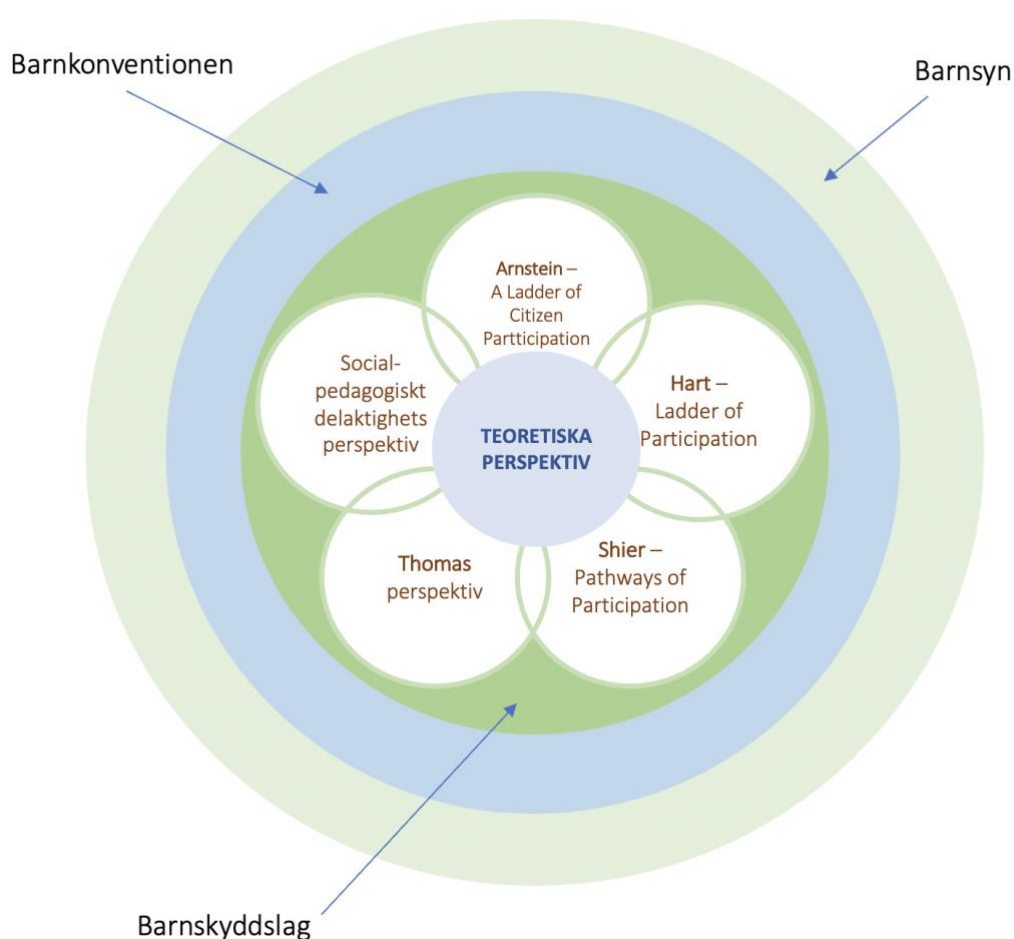 Barnkonventionen
Barnsyn
Arnstein –
A Ladder of
Citizen
Partticipation
Social-
pedagogiskt
delaktighets
perspektiv
Hart –
Ladder of
Participation
TEORETISKA
PERSPEKTIV
Thomas
perspektiv
Shier –
Pathways of
Participation
Barnskyddslag